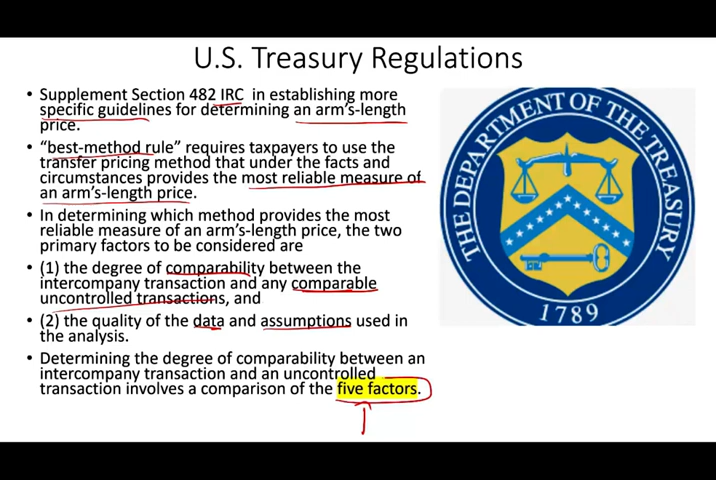 U.S. Treasury Regulations
• Supplement Section 482 IRC in establishing more
specific guidelines for determining an arm's-length
price.
• “best-method rule” requires taxpayers to use the
transfer pricing method that under the facts and
circumstances provides the most reliable measure of
an arm's-length price.
• In determining which method provides the most
reliable measure of an arm's-length price, the two
primary factors to be considered are
• (1) the degree of comparability between the
intercompany transaction and any comparable
uncontrolled transactions, and
• (2) the quality of the data and assumptions used in
the analysis.
• Determining the degree of comparability between an
intercompany transaction and an uncontrolled
transaction involves a comparison of the five factors.
THE DEPARTMENT OF THE TREASURY
1789